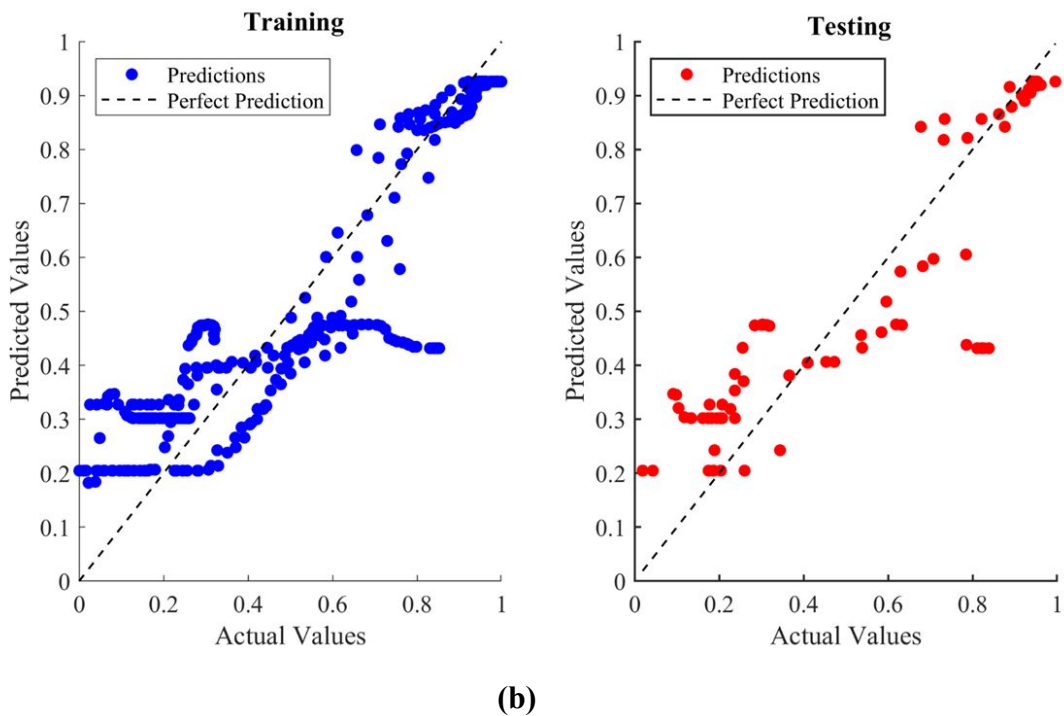 Training
Predictions
Perfect Prediction
1
0.9
0.8
0.7
0.6
0.5
0.4
0.3
0.2
0.1
0
Predicted Values
0 0.2 0.4 0.6 0.8 1
Actual Values
Testing
Predictions
Perfect Prediction
1
0.9
0.8
0.7
0.6
0.5
0.4
0.3
0.2
0.1
0
Predicted Values
0 0.2 0.4 0.6 0.8 1
Actual Values
(b)